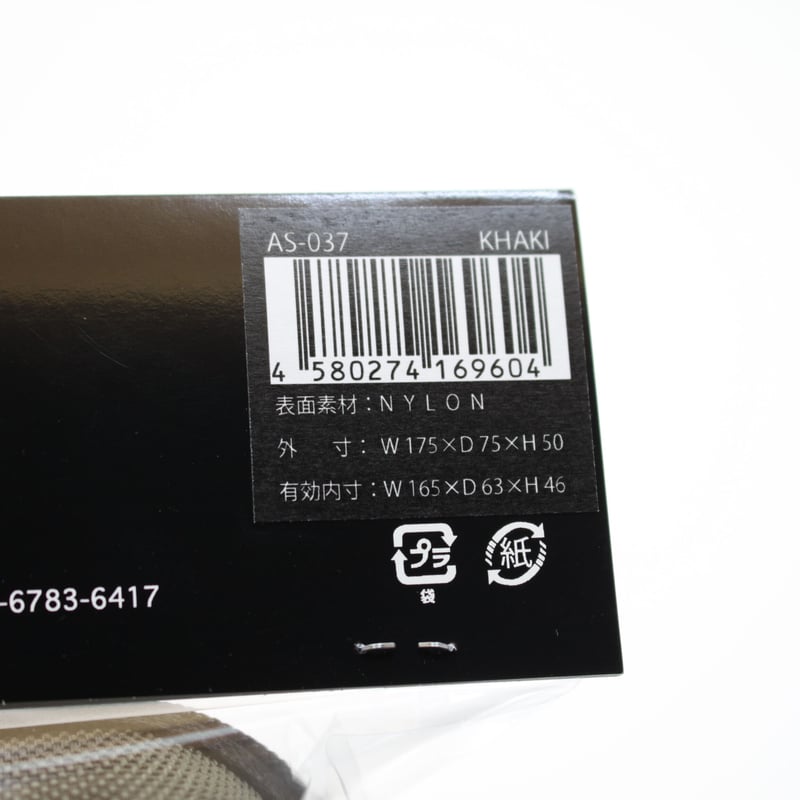 AS-037 KHAKI
4 580274 169604
表面素材：NYLON
外　寸：W175×D75×H50
有効内寸：W165×D63×H46
プラ 紙
袋
-6783-6417